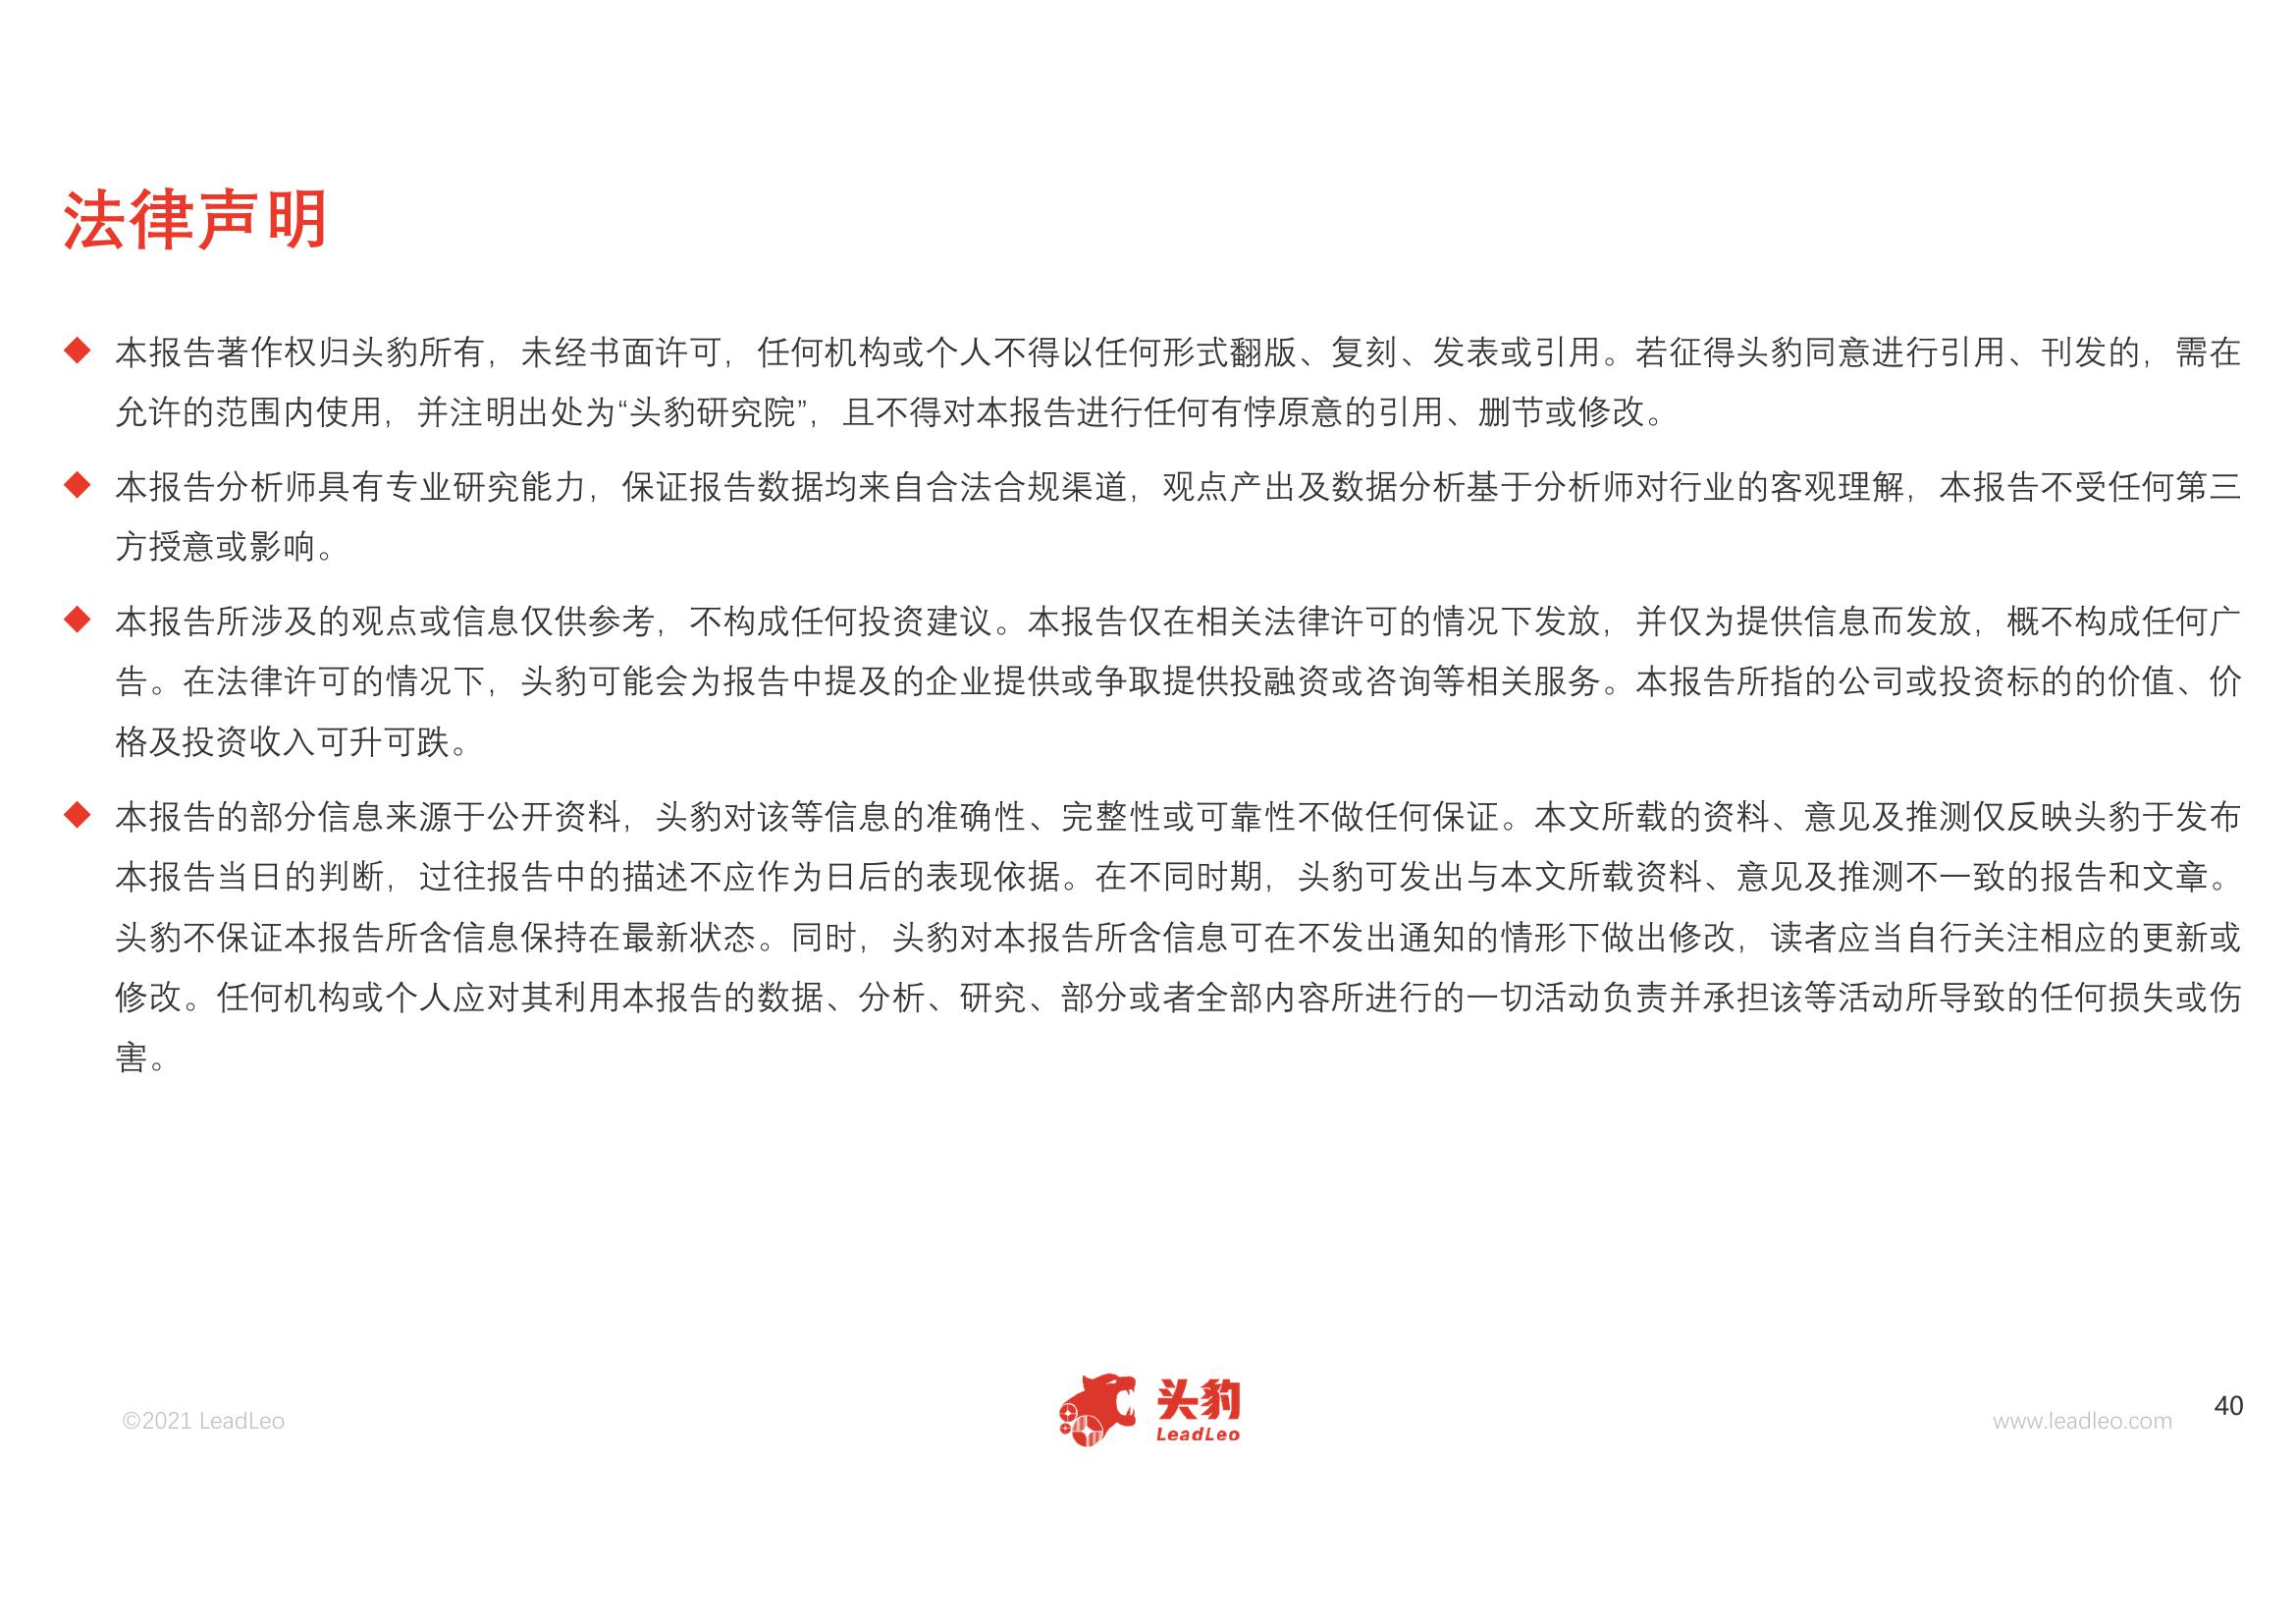 法律声明
◆ 本报告著作权归头豹所有，未经书面许可，任何机构或个人不得以任何形式翻版、复刻、发表或引用。若征得头豹同意进行引用、刊发的，需在
允许的范围内使用，并注明出处为“头豹研究院”，且不得对本报告进行任何有悖原意的引用、删节或修改。
◆ 本报告分析师具有专业研究能力，保证报告数据均来自合法合规渠道，观点产出及数据分析基于分析师对行业的客观理解，本报告不受任何第三
方授意或影响。
◆ 本报告所涉及的观点或信息仅供参考，不构成任何投资建议。本报告仅在相关法律许可的情况下发放，并仅为提供信息而发放，概不构成任何广
告。在法律许可的情况下，头豹可能会为报告中提及的企业提供或争取提供投融资或咨询等相关服务。本报告所指的公司或投资标的的价值、价
格及投资收入可升可跌。
◆ 本报告的部分信息来源于公开资料，头豹对该等信息的准确性、完整性或可靠性不做任何保证。本文所载的资料、意见及推测仅反映头豹于发布
本报告当日的判断，过往报告中的描述不应作为日后的表现依据。在不同时期，头豹可发出与本文所载资料、意见及推测不一致的报告和文章。
头豹不保证本报告所含信息保持在最新状态。同时，头豹对本报告所含信息可在不发出通知的情形下做出修改，读者应当自行关注相应的更新或
修改。任何机构或个人应对其利用本报告的数据、分析、研究、部分或者全部内容所进行的一切活动负责并承担该等活动所导致的任何损失或伤
害。
©2021 LeadLeo
头豹
LeadLeo
www.leadleo.com
40